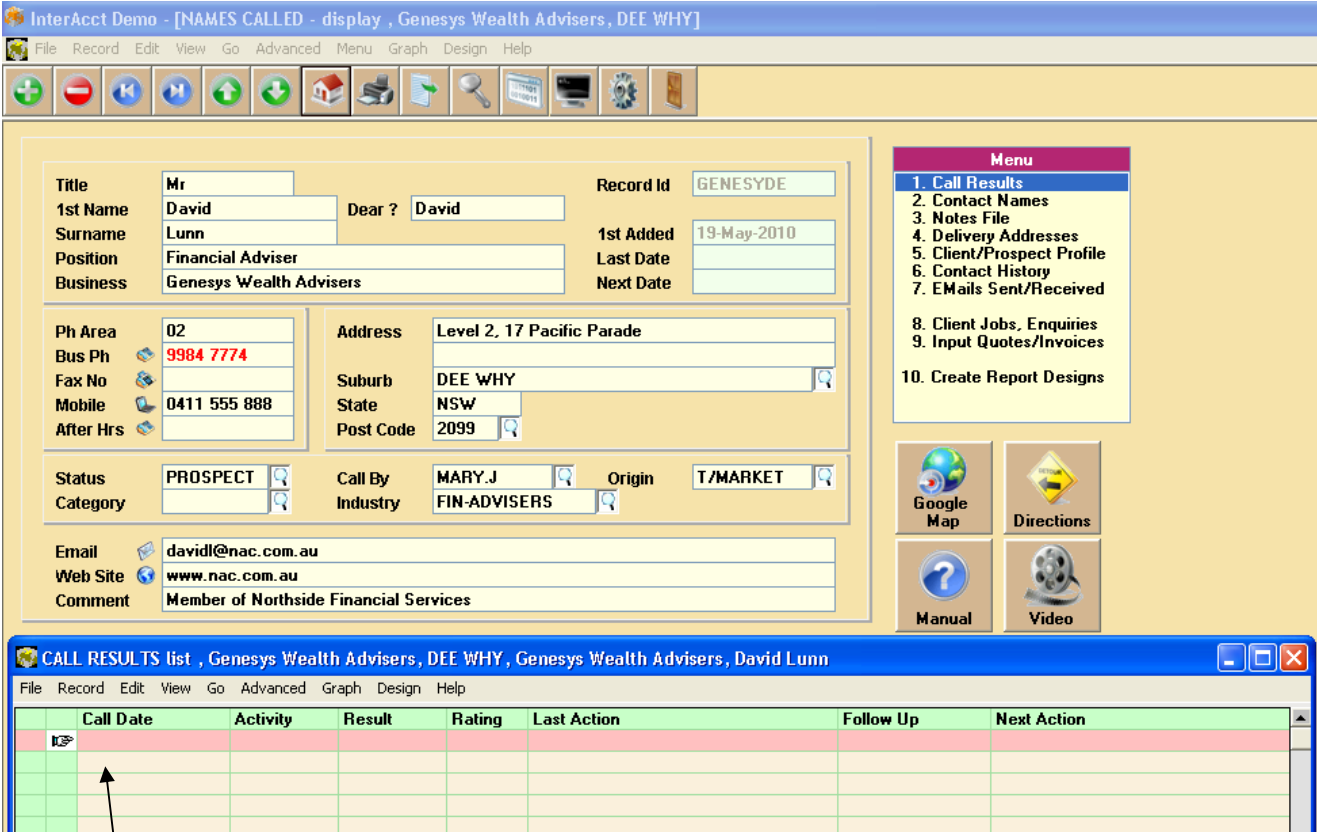 InterAcct Demo - [NAMES CALLED - display , Genesys Wealth Advisers, DEE WHY]
File Record Edit View Go Advanced Menu Graph Design Help
Title Mr Record Id GENESYDE
1st Name David Dear ? David
Surname Lunn 1st Added 19-May-2010
Position Financial Adviser Last Date
Business Genesys Wealth Advisers Next Date
Ph Area 02 Address Level 2, 17 Pacific Parade
Bus Ph 9984 7774
Fax No Suburb DEE WHY
Mobile 0411 555 888 State NSW
After Hrs Post Code 2099
Status PROSPECT Call By MARY.J Origin T/MARKET
Category Industry FIN-ADVISERS
Email davidl@nac.com.au
Web Site www.nac.com.au
Comment Member of Northside Financial Services
Menu
1. Call Results
2. Contact Names
3. Notes File
4. Delivery Addresses
5. Client/Prospect Profile
6. Contact History
7. EMails Sent/Received
8. Client Jobs, Enquiries
9. Input Quotes/Invoices
10. Create Report Designs
Google Map
Directions
Manual
Video
CALL RESULTS list , Genesys Wealth Advisers, DEE WHY , Genesys Wealth Advisers, David Lunn
File Record Edit View Go Advanced Graph Design Help
Call Date Activity Result Rating Last Action Follow Up Next Action